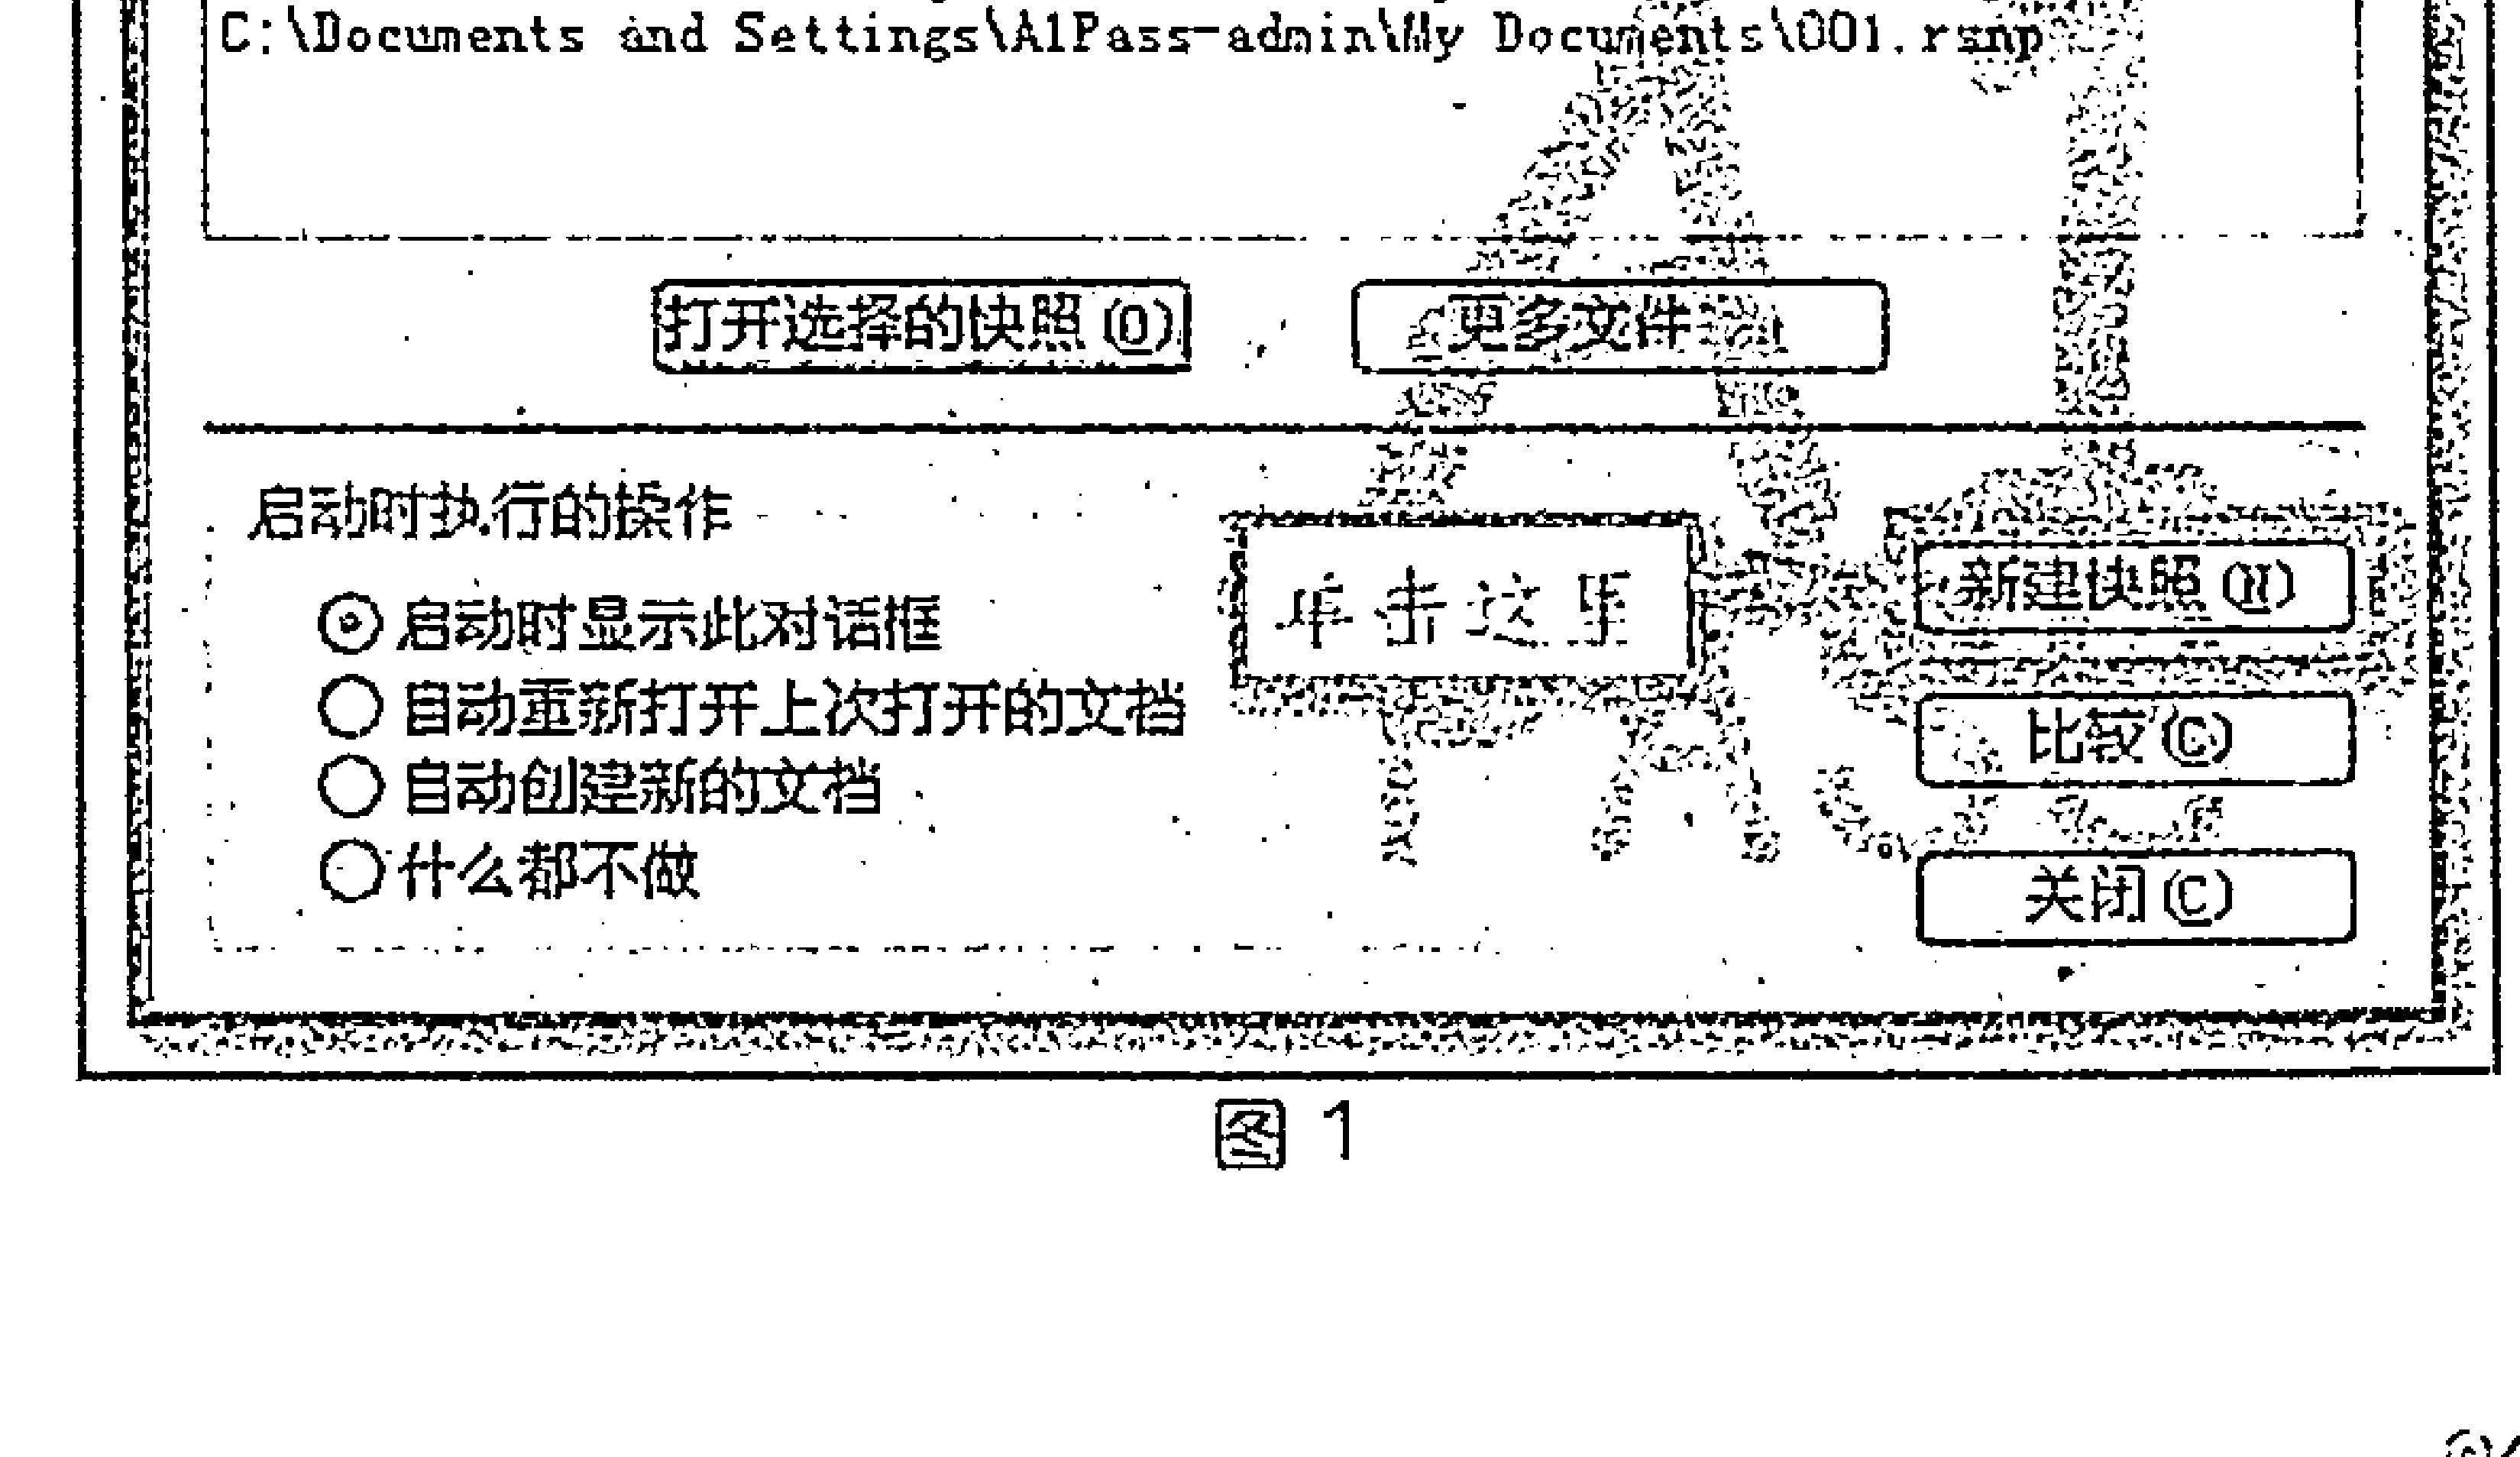 C:\Documents and Settings\A1Pass-admin\My Documents\001.rsnp
打开选择的快照(O)
更多文件
启动时执行的操作
启动时显示此对话框
自动重新打开上次打开的文档
自动创建新的文档
什么都不做
单击这里
新建快照(N)
比较(C)
关闭(C)
图 1